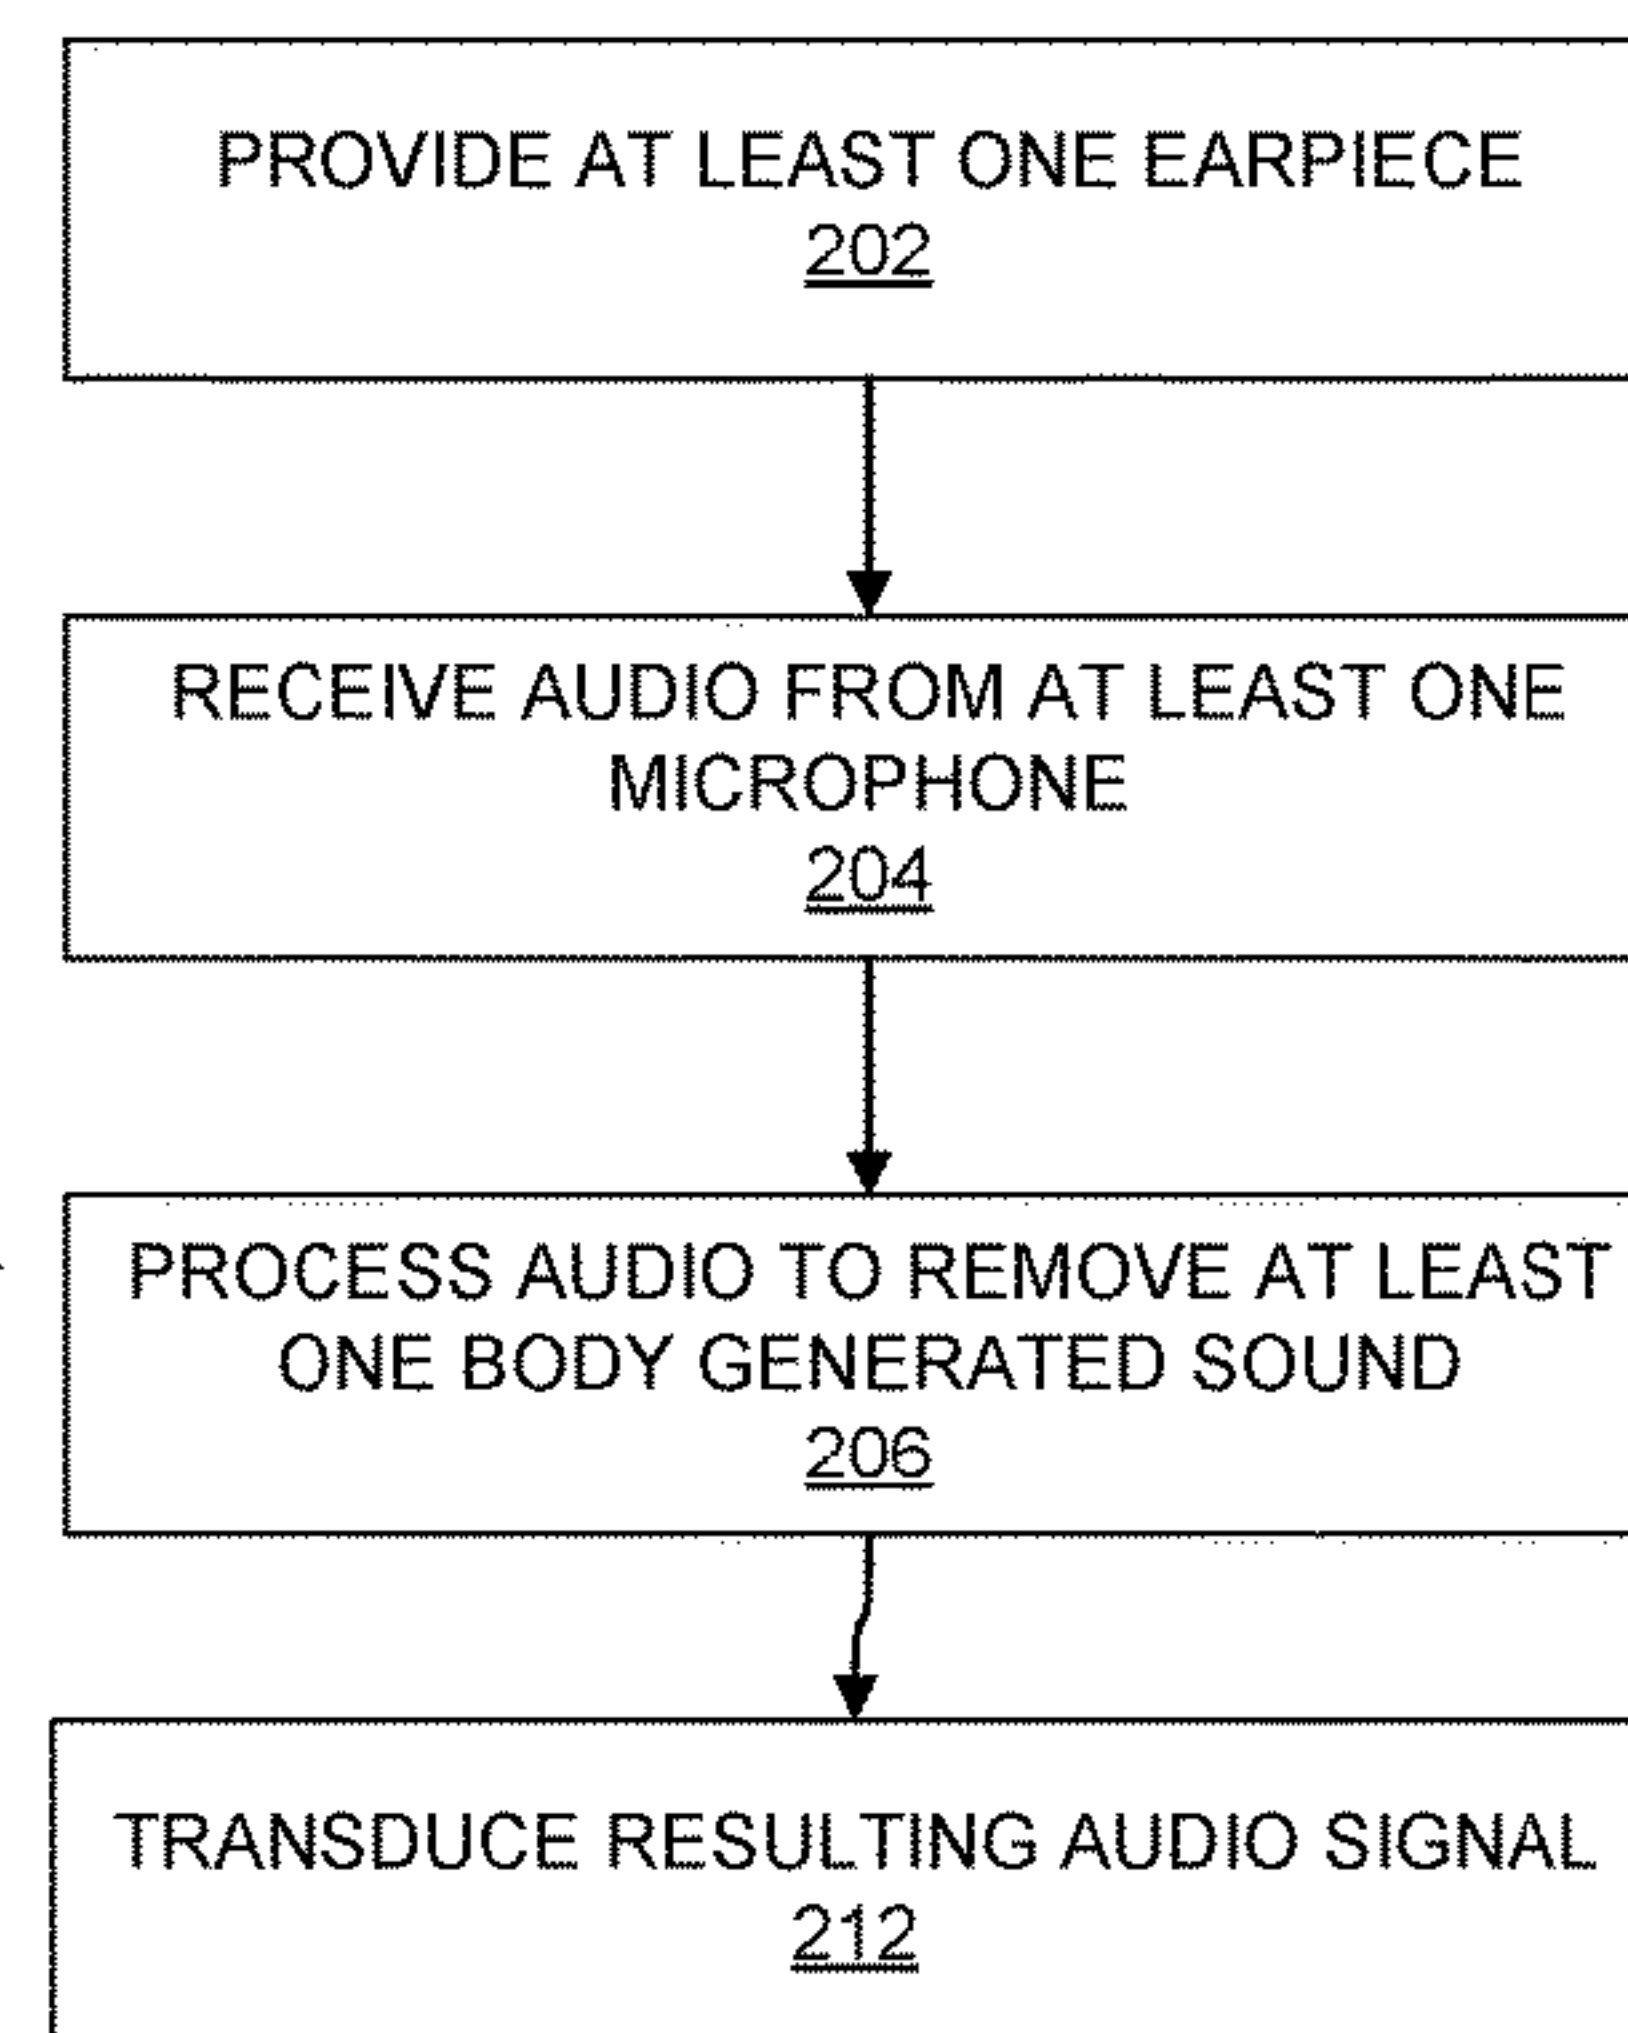 PROVIDE AT LEAST ONE EARPIECE
202
RECEIVE AUDIO FROM AT LEAST ONE
MICROPHONE
204
PROCESS AUDIO TO REMOVE AT LEAST
ONE BODY GENERATED SOUND
206
TRANSDUCE RESULTING AUDIO SIGNAL
212